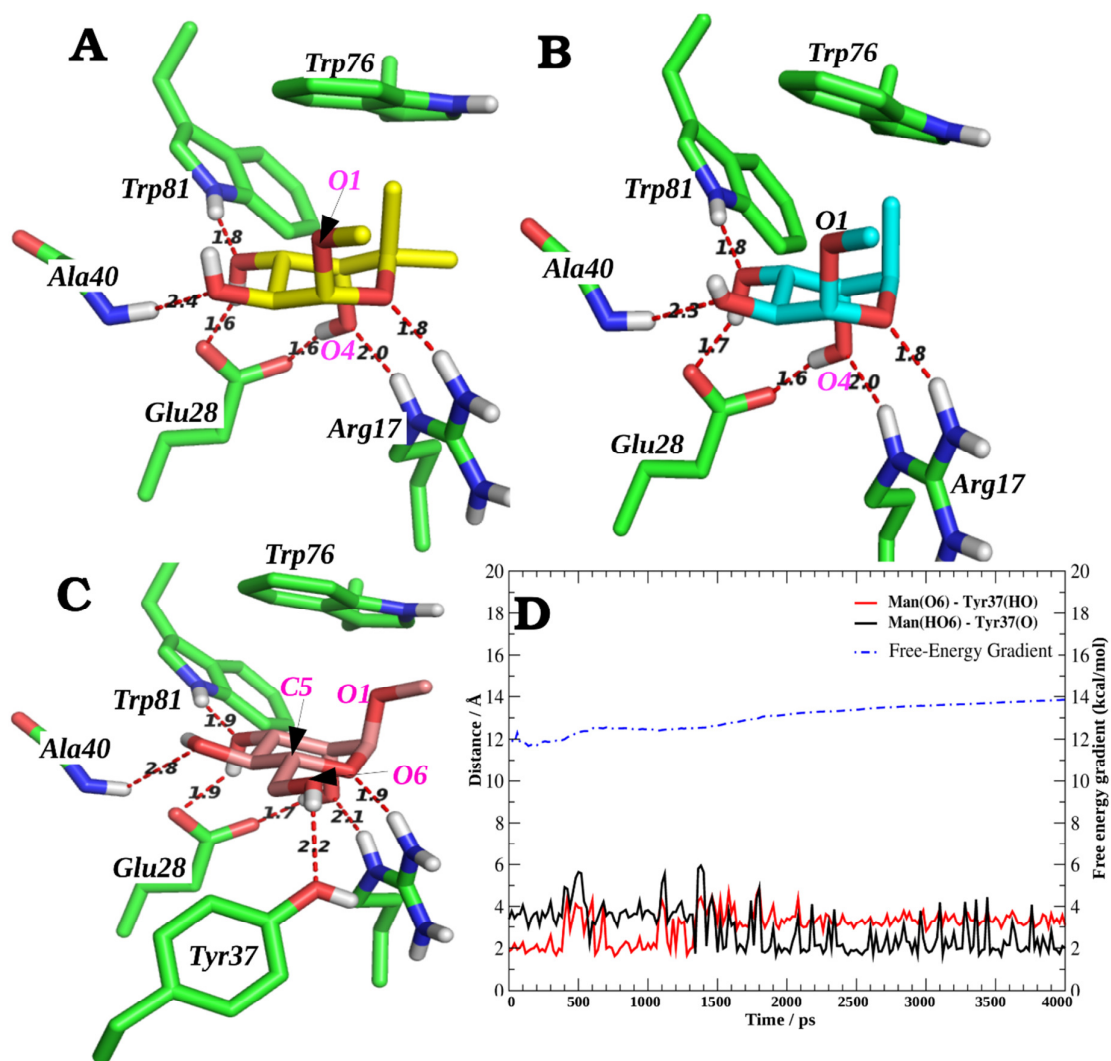 A
Trp76
O1
Trp81
1.8
Ala40
2.4
1.6
1.8
1.6
O4
2.0
Glu28
Arg17
B
Trp76
Trp81
O1
1.8
Ala40
2.3
1.7
1.8
1.6
O4
2.0
Glu28
Arg17
C
Trp76
Trp81
C5
O1
1.9
Ala40
2.8
O6
1.9
1.9
1.7
2.1
Glu28
2.2
Tyr37
D
Man(O6) - Tyr37(HO)
Man(HO6) - Tyr37(O)
Free-Energy Gradient
20
18
16
14
12
10
8
6
4
2
0
Distance / Å
20
18
16
14
12
10
8
6
4
2
0
Free energy gradient (kcal/mol)
0 500 1000 1500 2000 2500 3000 3500 4000
Time / ps